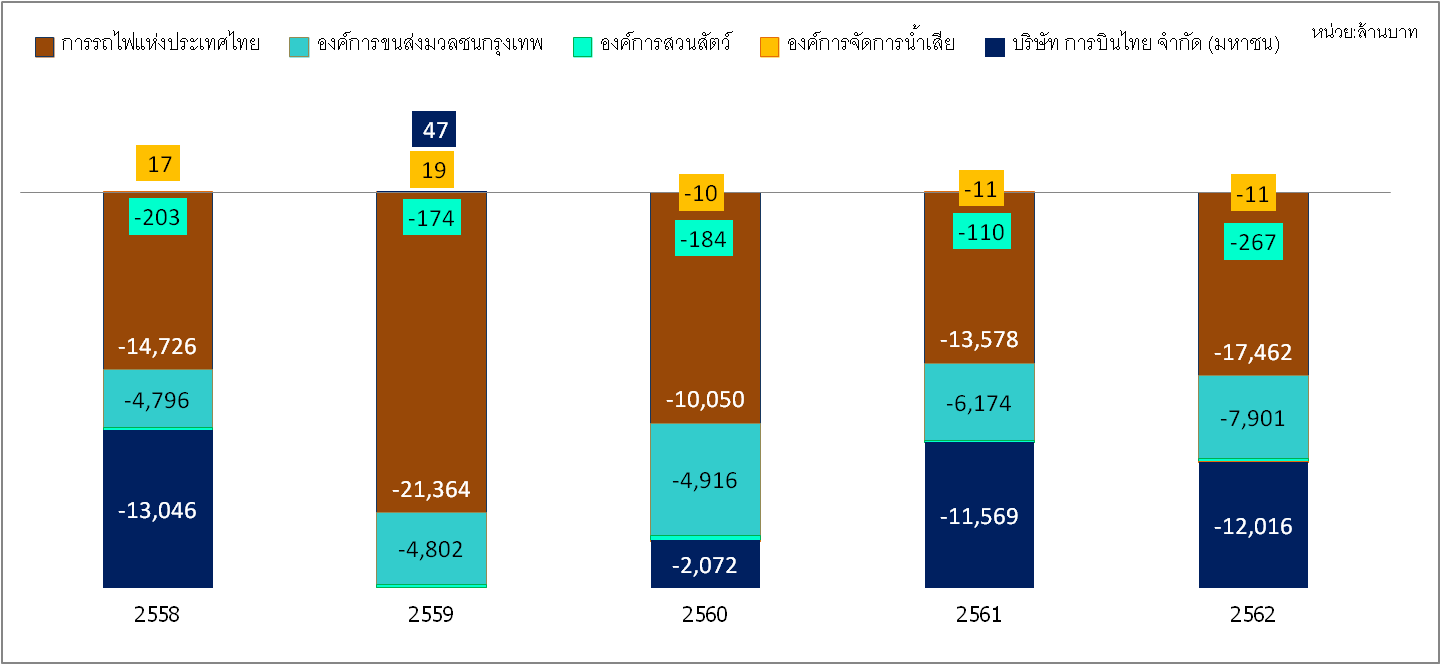 การรถไฟแห่งประเทศไทย องค์การขนส่งมวลชนกรุงเทพ องค์การสวนสัตว์ องค์การจัดการน้ำเสีย บริษัท การบินไทย จำกัด (มหาชน) หน่วย:ล้านบาท
47
17 19
-10 -11 -11
-203 -174 -184 -110 -267
-14,726 -21,364 -10,050 -13,578 -17,462
-4,796 -4,802 -4,916 -6,174 -7,901
-13,046 -2,072 -11,569 -12,016
2558 2559 2560 2561 2562